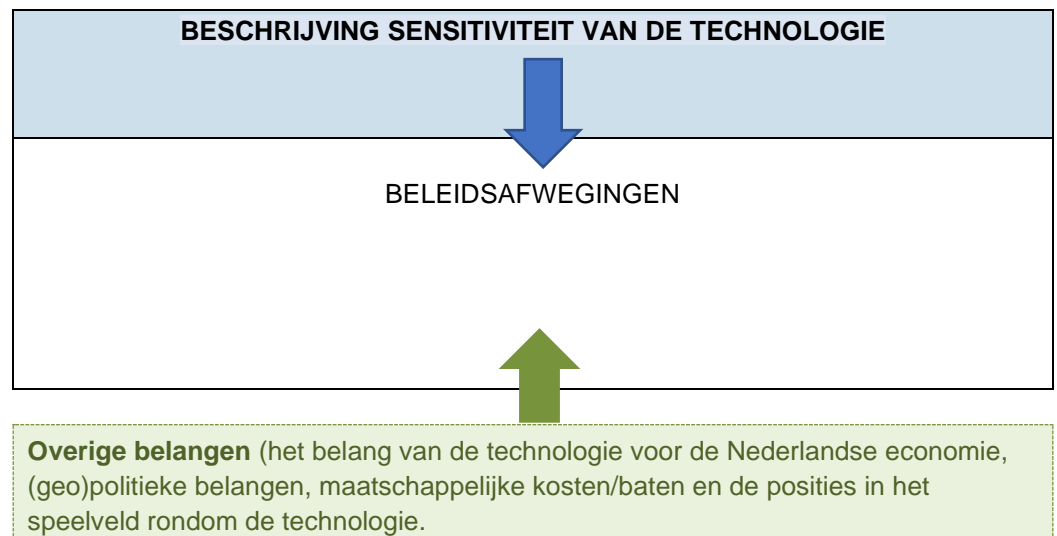 BESCHRIJVING SENSITIVITEIT VAN DE TECHNOLOGIE
BELEIDSAFWEGINGEN
Overige belangen (het belang van de technologie voor de Nederlandse economie,
(geo)politieke belangen, maatschappelijke kosten/baten en de posities in het
speelveld rondom de technologie.